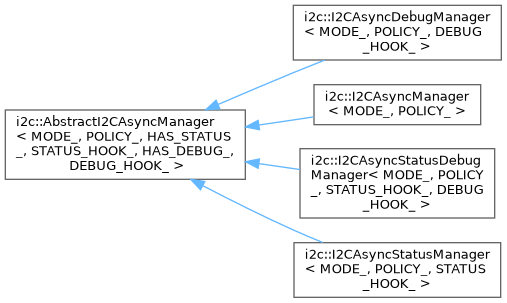 i2c::I2CAsyncDebugManager
< MODE_, POLICY_, DEBUG
_HOOK_ >
i2c::I2CAsyncManager
< MODE_, POLICY_ >
i2c::AbstractI2CAsyncManager
< MODE_, POLICY_, HAS_STATUS
_, STATUS_HOOK_, HAS_DEBUG_,
DEBUG_HOOK_ >
i2c::I2CAsyncStatusDebug
Manager< MODE_, POLICY
_, STATUS_HOOK_, DEBUG
_HOOK_ >
i2c::I2CAsyncStatusManager
< MODE_, POLICY_, STATUS
_HOOK_ >